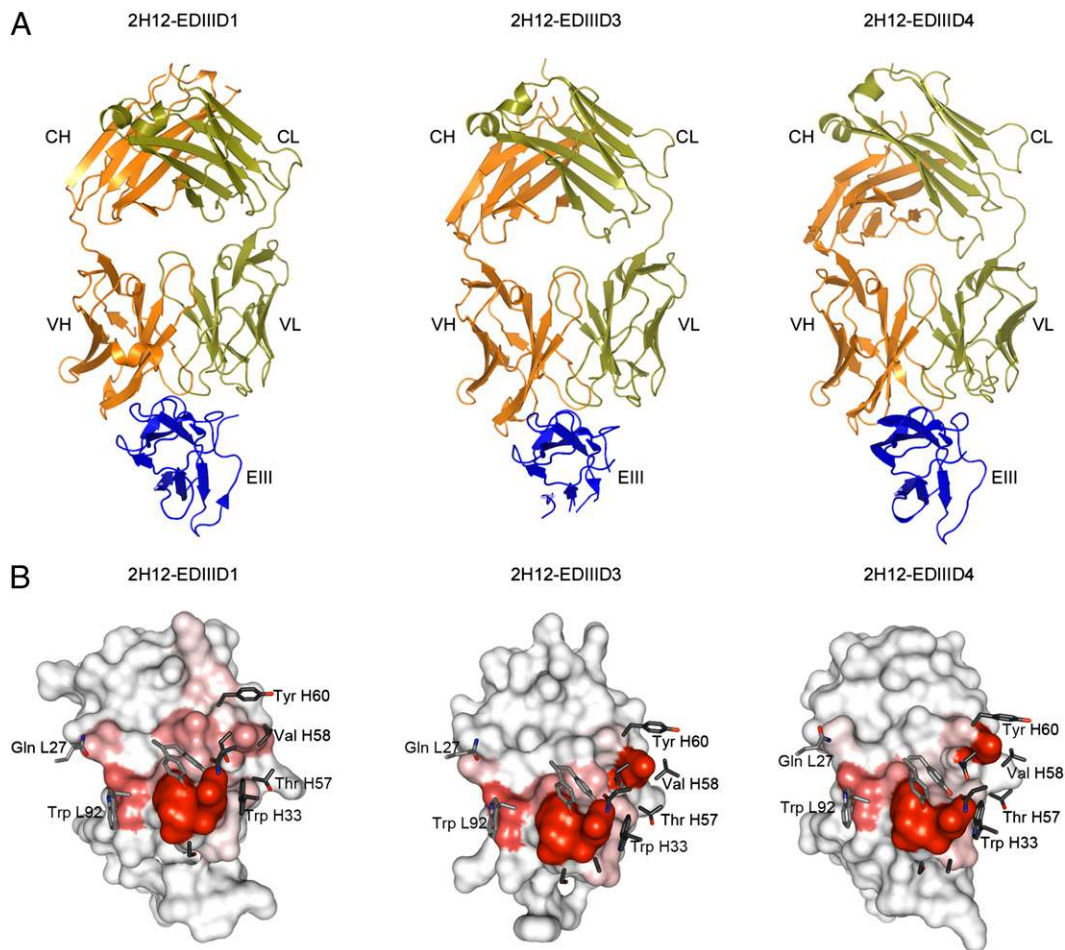 A
2H12-EDIIID1
2H12-EDIIID3
2H12-EDIIID4
CH
CL
CH
CL
CH
CL
VH
VL
VH
VL
VH
VL
EIII
EIII
EIII
B
2H12-EDIIID1
2H12-EDIIID3
2H12-EDIIID4
Tyr H60
Gln L27
Val H58
Thr H57
Trp L92
Trp H33
Gln L27
Tyr H60
Val H58
Trp L92
Thr H57
Trp H33
Tyr H60
Gln L27
Val H58
Trp L92
Thr H57
Trp H33